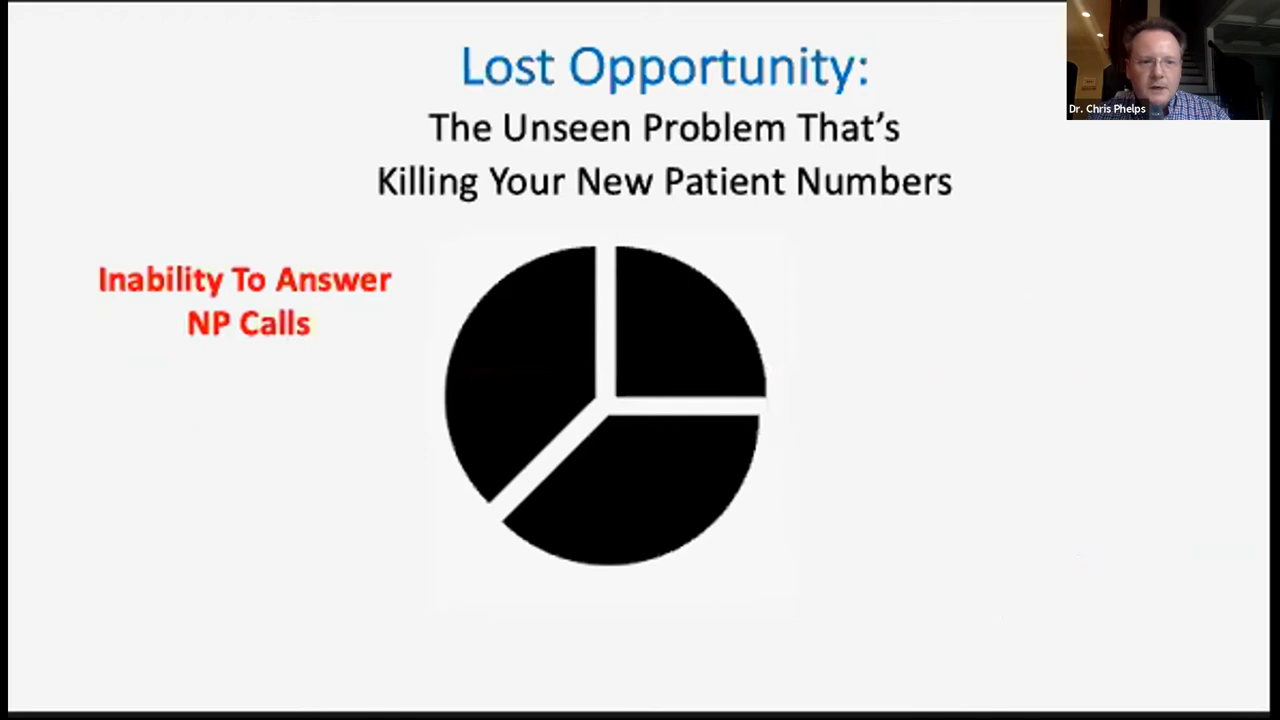 Lost Opportunity:
The Unseen Problem That's
Killing Your New Patient Numbers
Dr. Chris Phelps
Inability To Answer
NP Calls